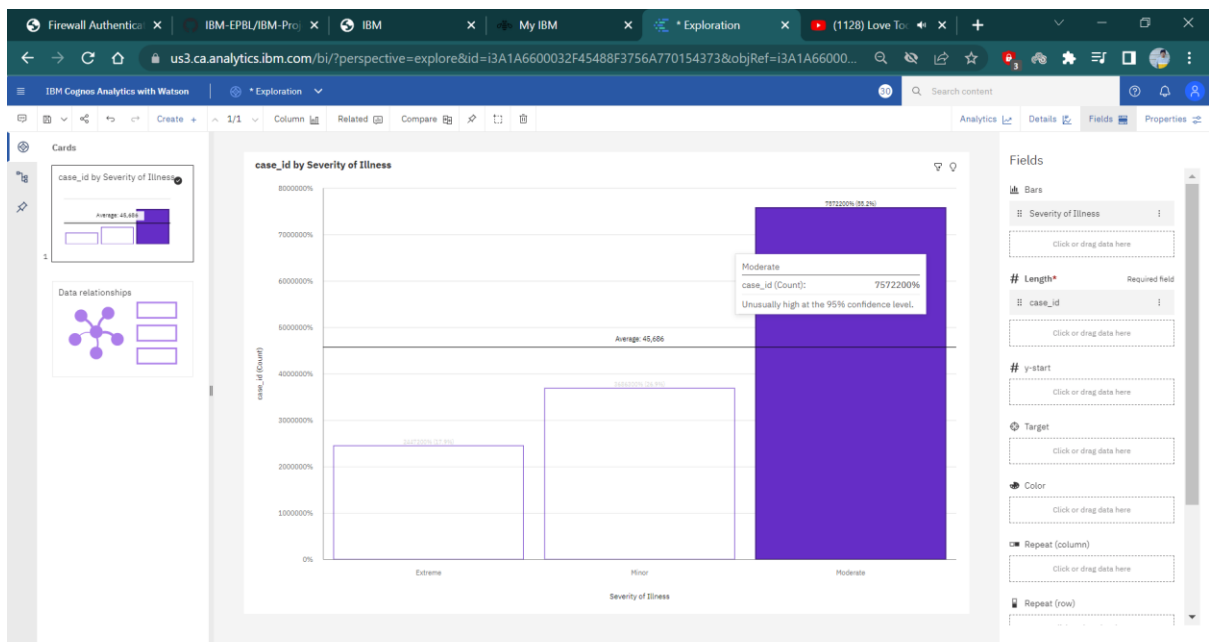 Firewall Authenticat
IBM-EPBL/IBM-Proj
IBM
My IBM
* Exploration
(1128) Love Too
us3.ca.analytics.ibm.com/bi/?perspective=explore&id=i3A1A6600032F45488F3756A770154373&objRef=i3A1A66000...
3
IBM Cognos Analytics with Watson
* Exploration
30
Search content
Create +
1/1
Column
Related
Compare
Analytics
Details
Fields
Properties
Cards
case_id by Severity of Illness
Average: 45,686
1
Data relationships
case_id by Severity of Illness
8000000%
7572200% (55.2%)
7000000%
Moderate
case_id (Count): 7572200%
Unusually high at the 95% confidence level.
6000000%
5000000%
Average: 45,686
4000000%
3000000%
2000000%
1000000%
0%
case_id (Count)
Extreme
Minor
Moderate
Severity of Illness
Fields
Bars
Severity of Illness
Click or drag data here
# Length* Required field
case_id
Click or drag data here
# y-start
Click or drag data here
Target
Click or drag data here
Color
Click or drag data here
Repeat (column)
Click or drag data here
Repeat (row)